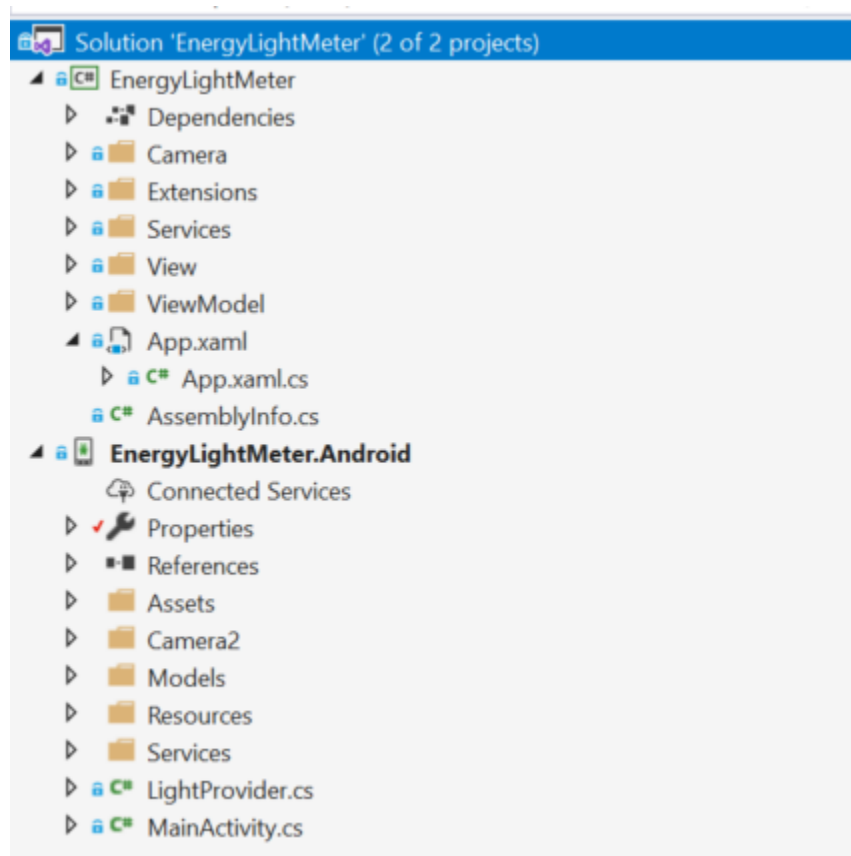 Solution 'EnergyLightMeter' (2 of 2 projects)
C# EnergyLightMeter
Dependencies
Camera
Extensions
Services
View
ViewModel
App.xaml
C# App.xaml.cs
C# AssemblyInfo.cs
EnergyLightMeter.Android
Connected Services
Properties
References
Assets
Camera2
Models
Resources
Services
C# LightProvider.cs
C# MainActivity.cs